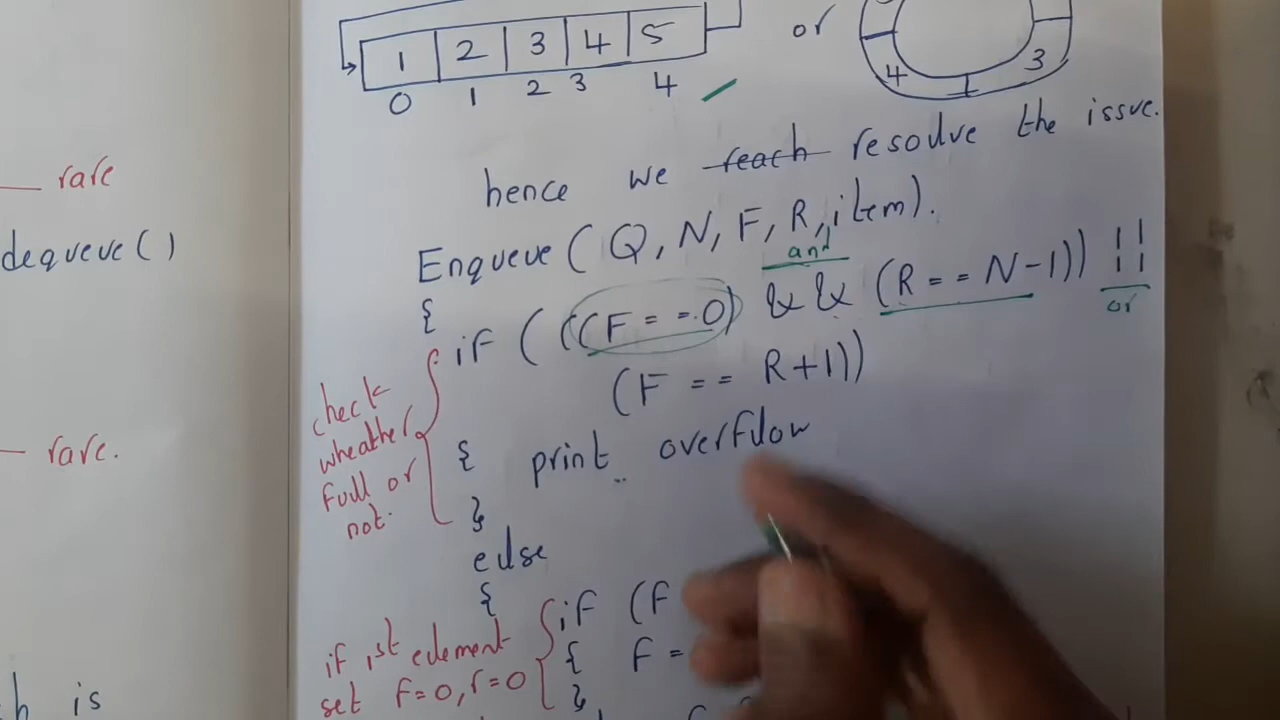 1 2 3 4 5
or
4 1 3
0 1 2 3 4
rare
hence we reach resolve the issue.
dequeue()
Enqueue ( Q, N, F, R, item).
and
{
if ( ((F = = 0) && (R == N-1)) ||
or
(F == R+1))
check wheather full or not.
{ print overflow
rare.
}
else
{
if (F
if 1st element set f=0, r=0
{ F =
}
h is